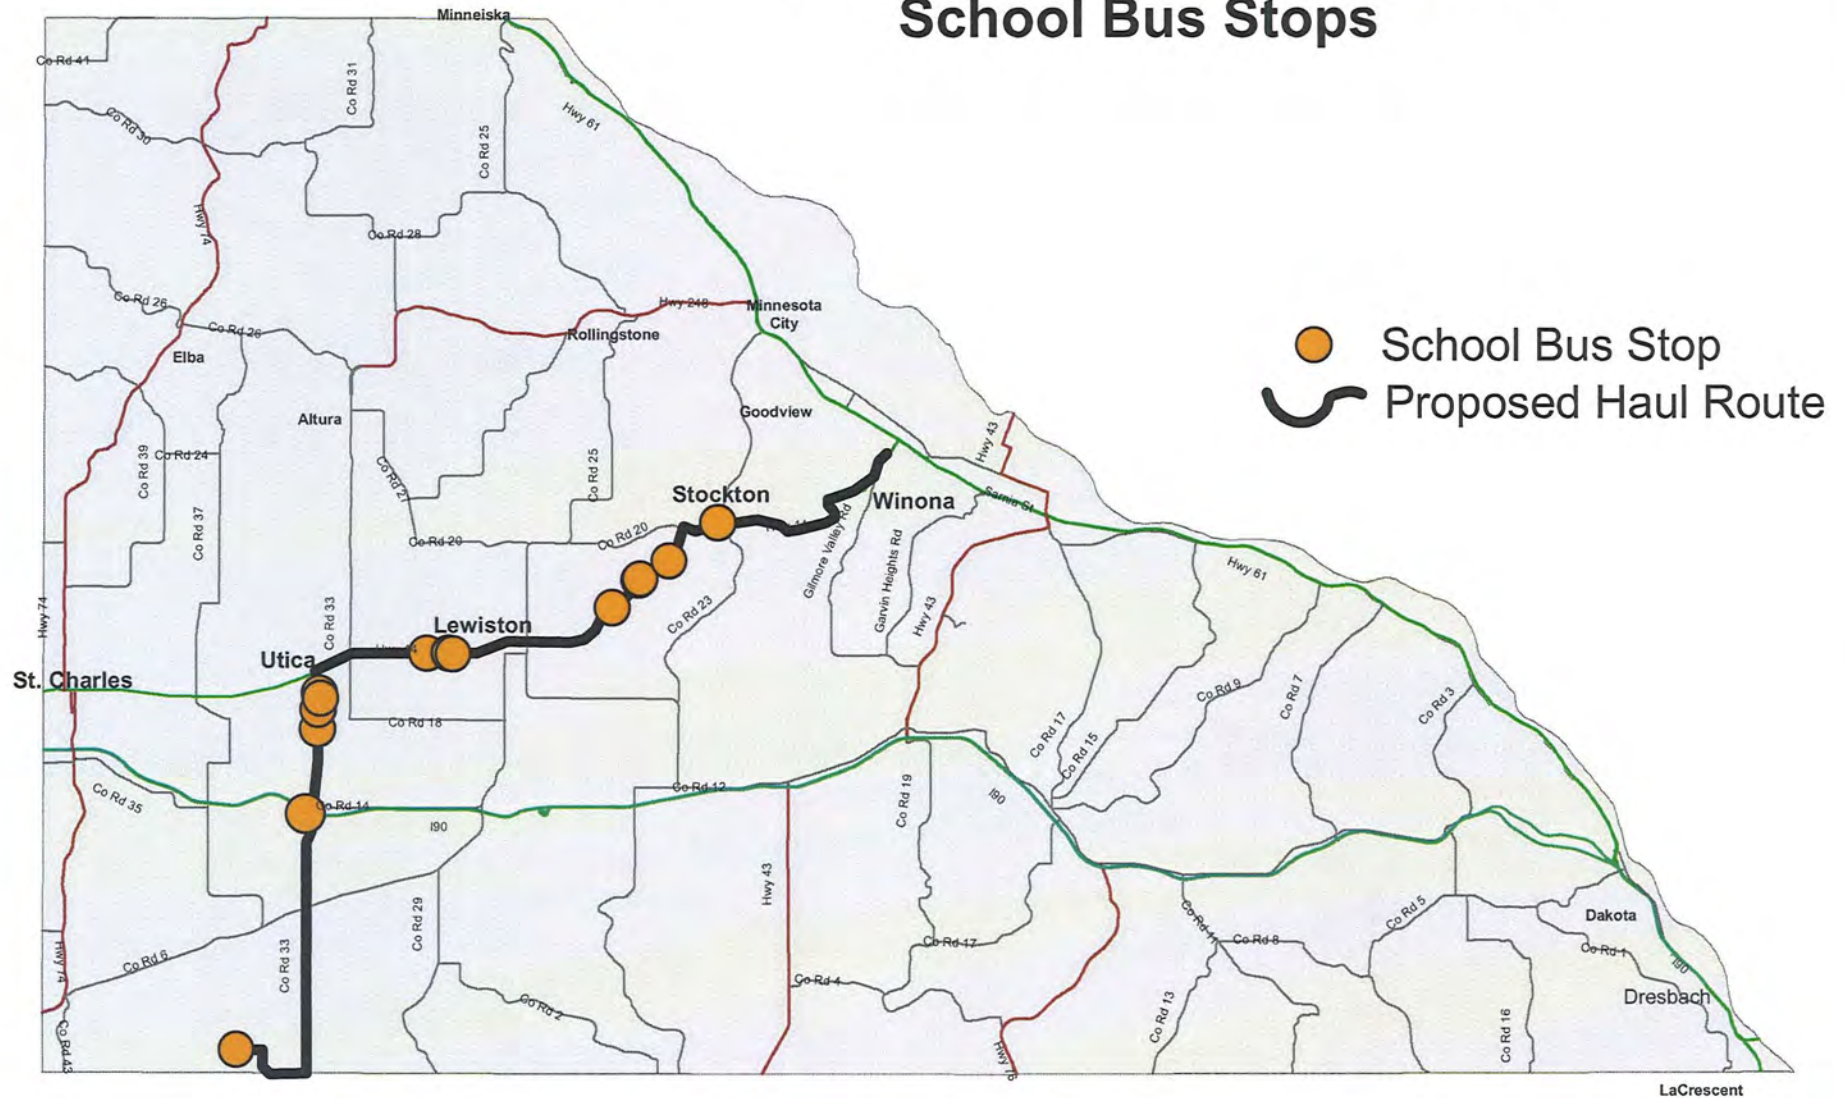 School Bus Stops
Minneiska
Co Rd 41
Co Rd 31
Hwy 61
Co Rd 30
Co Rd 25
Hwy 74
Co Rd 28
Co Rd 26
Hwy 248
Minnesota
City
Co Rd 26
Rollingstone
Elba
School Bus Stop
Proposed Haul Route
Altura
Goodview
Hwy 43
Co Rd 39
Co Rd 24
Co Rd 27
Co Rd 25
Stockton
Winona
Sarnia St
Co Rd 37
Co Rd 20
Co Rd 20
Gilmore Valley Rd
Garvin Heights Rd
Hwy 61
Hwy 74
Co Rd 33
Lewiston
Co Rd 23
Hwy 43
Utica
St. Charles
Co Rd 9
Co Rd 7
Co Rd 3
Co Rd 18
Co Rd 17
Co Rd 15
Co Rd 35
Co Rd 14
I90
Co Rd 12
Co Rd 19
I90
Hwy 43
Co Rd 29
Co Rd 5
Dakota
Co Rd 11
Co Rd 8
Co Rd 17
Co Rd 1
Co Rd 6
Co Rd 33
Hwy 74
Co Rd 4
I90
Dresbach
Co Rd 2
Co Rd 13
Co Rd 16
Co Rd 43
Hwy 76
LaCrescent